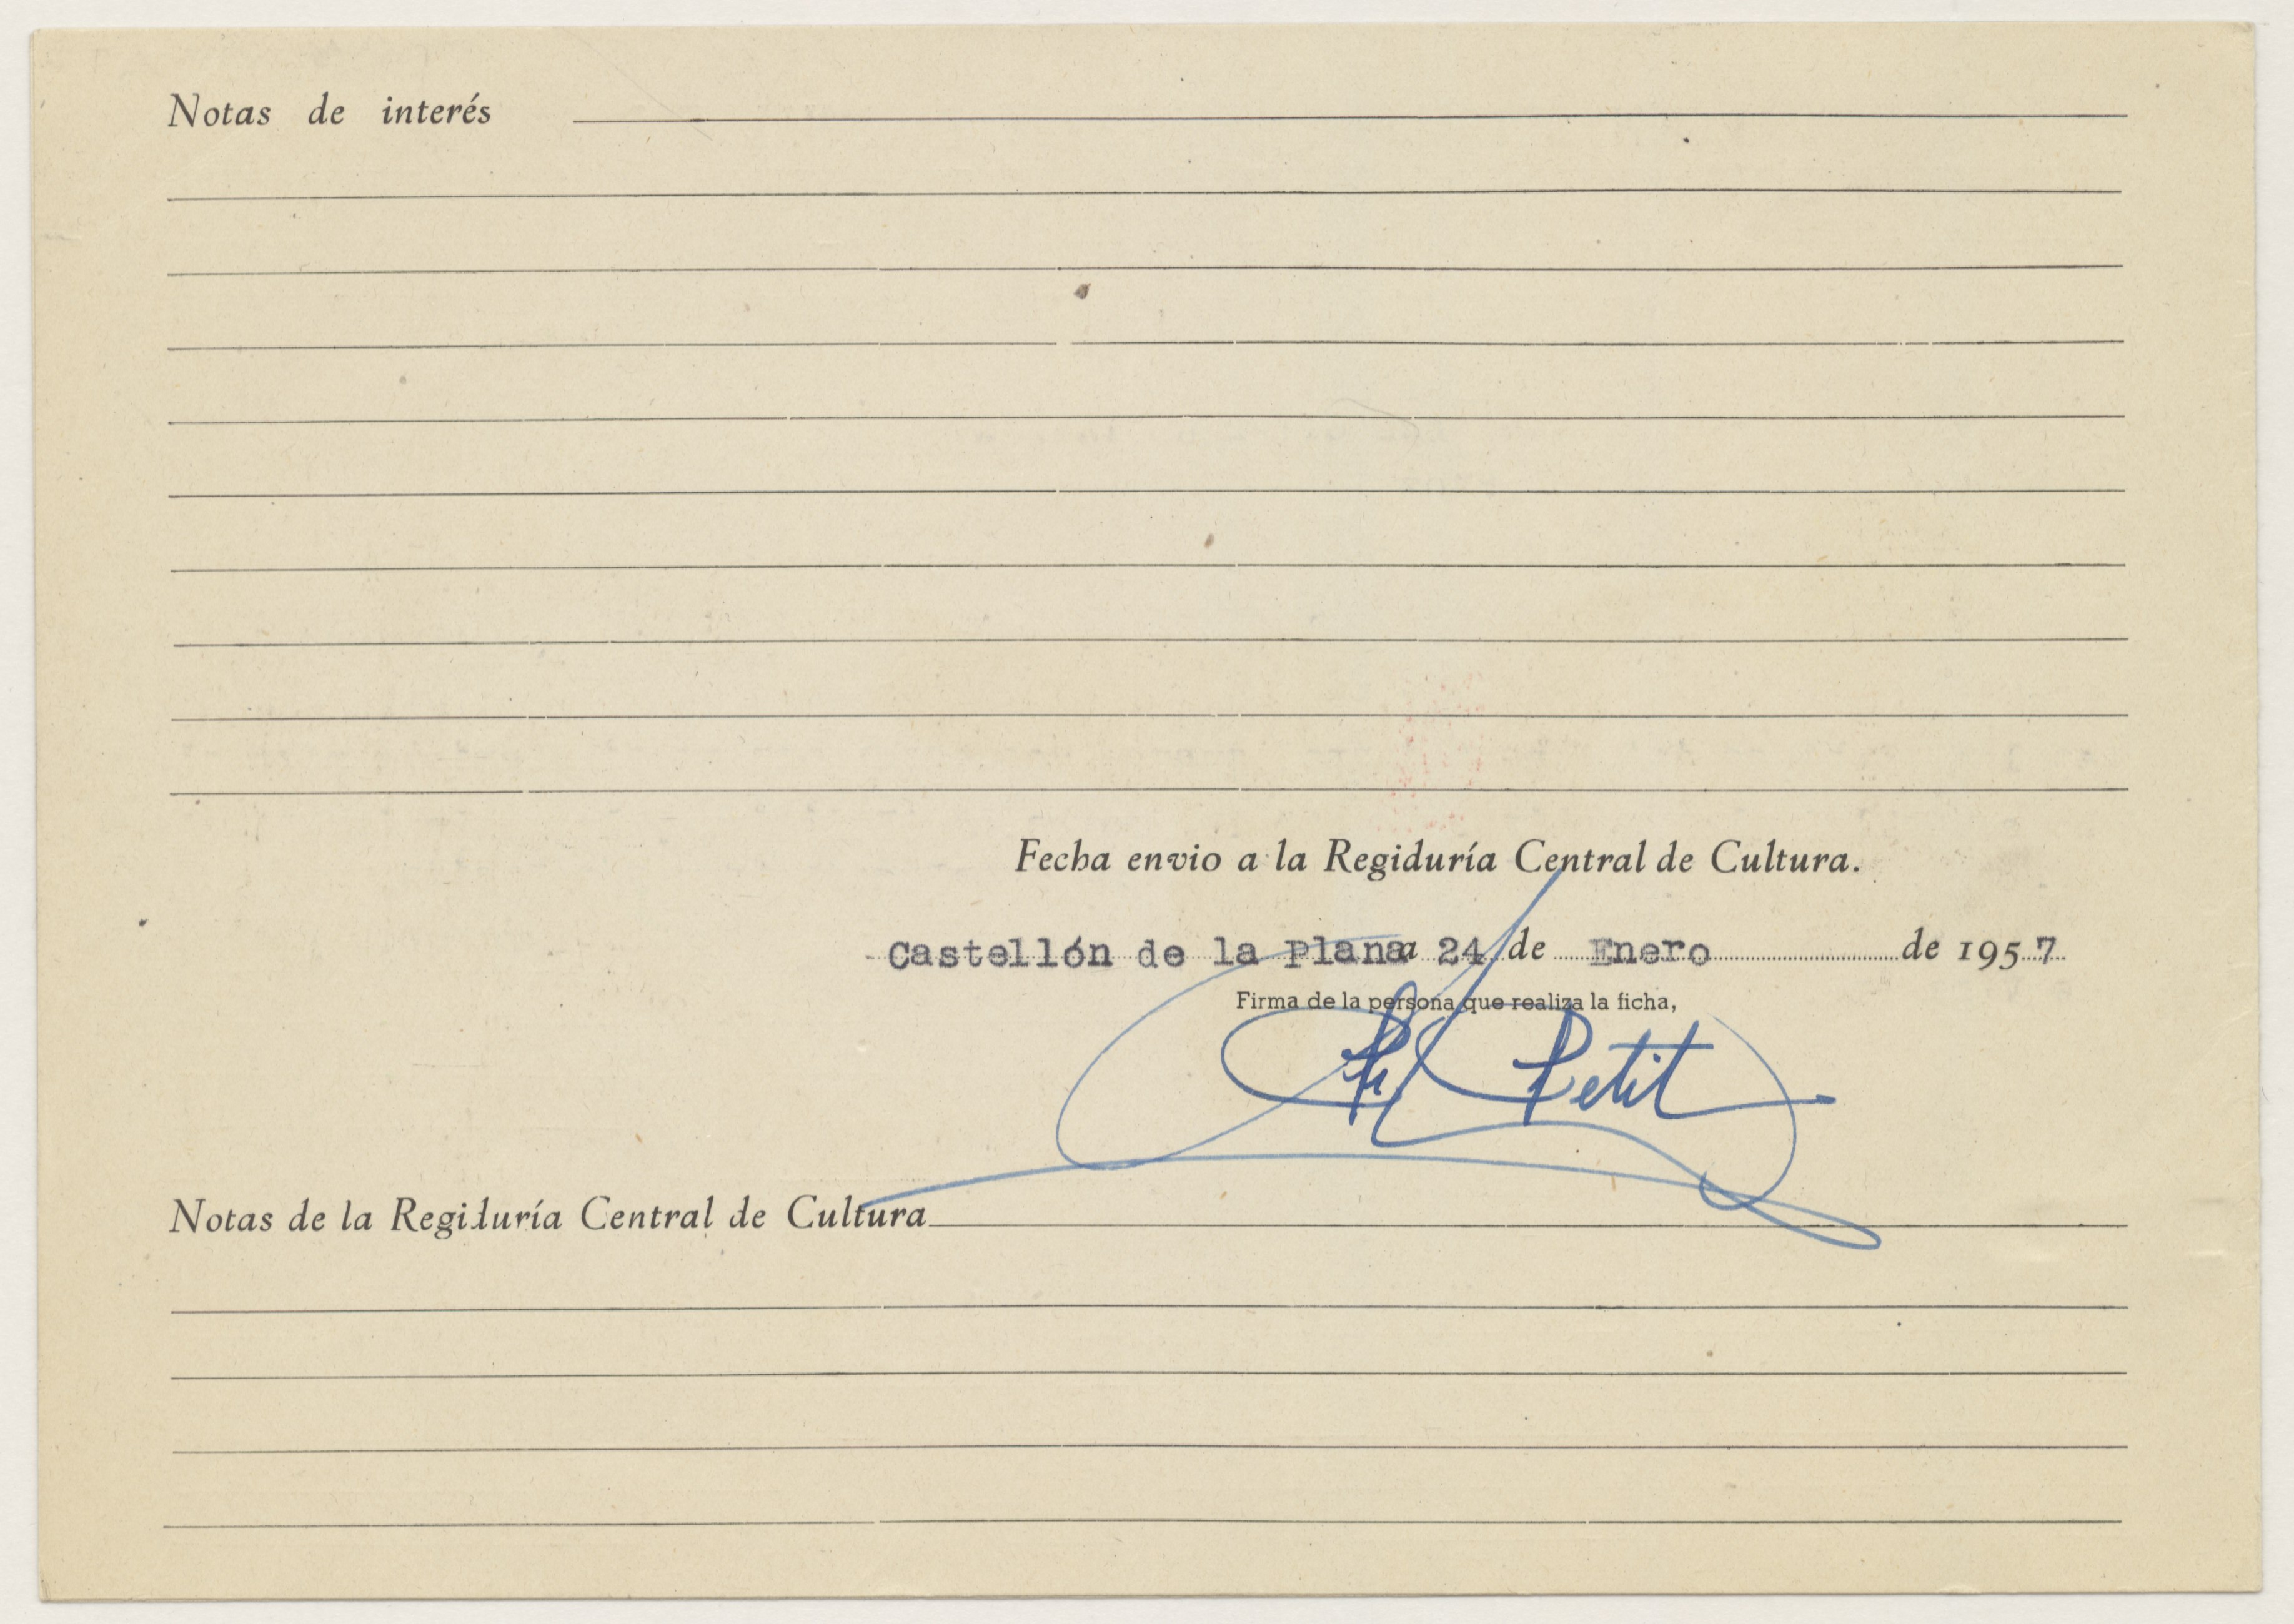 Notas de interés
Fecha envio a la Regiduría Central de Cultura.
Castellón de la Plana a 24 de Enero de 1957
Firma de la persona que realiza la ficha,
Petit
Notas de la Regiduría Central de Cultura